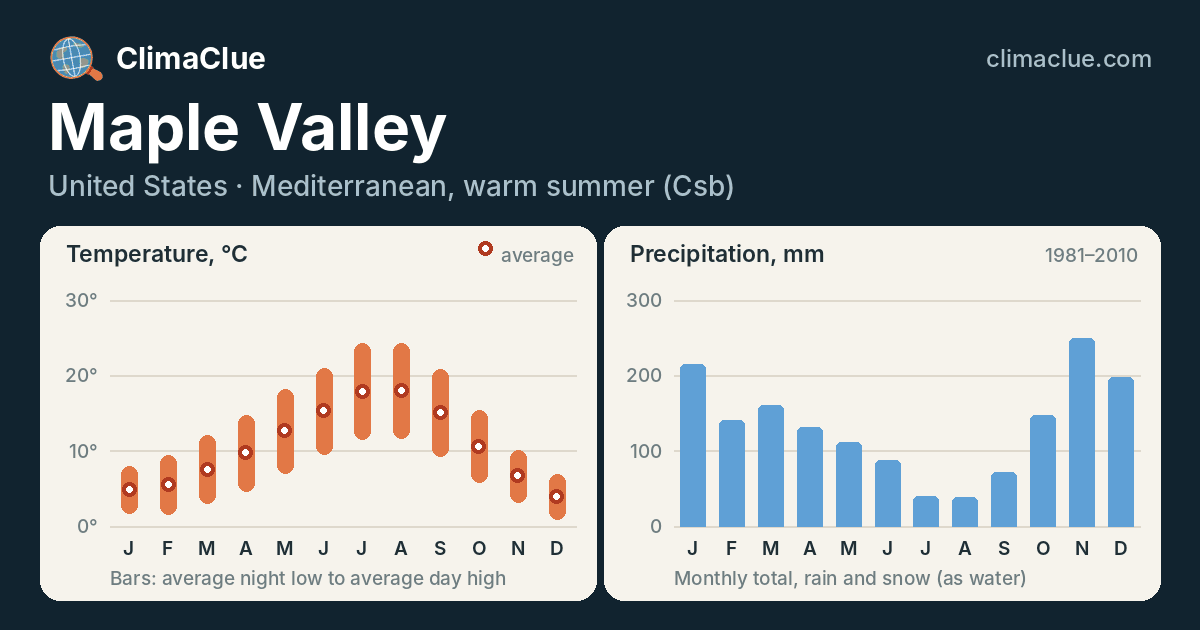 ClimaClue
climaclue.com
Maple Valley
United States · Mediterranean, warm summer (Csb)
Temperature, °C
average
30°
20°
10°
0°
J F M A M J J A S O N D
Bars: average night low to average day high
Precipitation, mm
1981–2010
300
200
100
0
J F M A M J J A S O N D
Monthly total, rain and snow (as water)